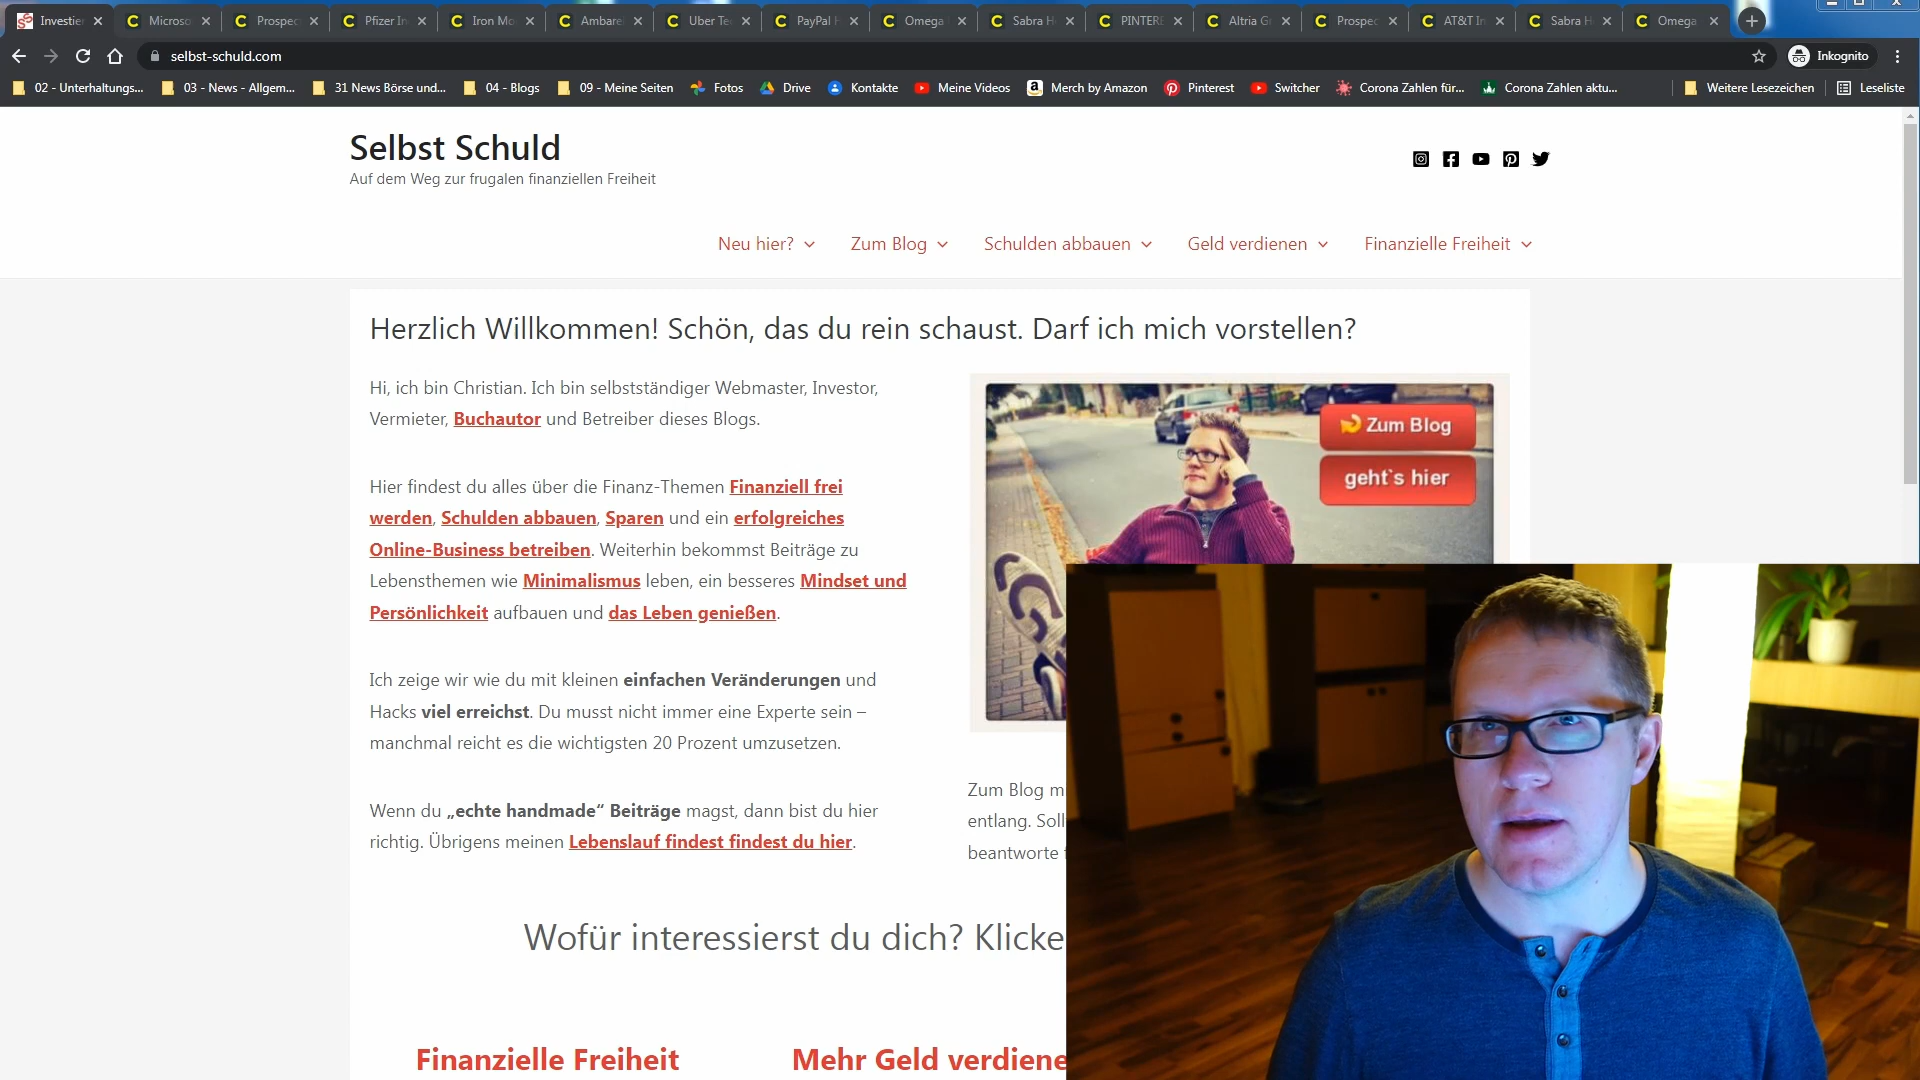 Investie
Microso
Prospec
Pfizer In
Iron Mo
Ambare
Uber Te
PayPal H
Omega
Sabra H
PINTERE
Altria G
Prospec
AT&T In
Sabra H
Omega
selbst-schuld.com
Inkognito
02 - Unterhaltungs...
03 - News - Allgem...
31 News Börse und...
04 - Blogs
09 - Meine Seiten
Fotos
Drive
Kontakte
Meine Videos
Merch by Amazon
Pinterest
Switcher
Corona Zahlen für...
Corona Zahlen aktu...
Weitere Lesezeichen
Leseliste
Selbst Schuld
Auf dem Weg zur frugalen finanziellen Freiheit
Neu hier?
Zum Blog
Schulden abbauen
Geld verdienen
Finanzielle Freiheit
Herzlich Willkommen! Schön, das du rein schaust. Darf ich mich vorstellen?
Hi, ich bin Christian. Ich bin selbstständiger Webmaster, Investor,
Vermieter, Buchautor und Betreiber dieses Blogs.
Hier findest du alles über die Finanz-Themen Finanziell frei
werden, Schulden abbauen, Sparen und ein erfolgreiches
Online-Business betreiben. Weiterhin bekommst Beiträge zu
Lebensthemen wie Minimalismus leben, ein besseres Mindset und
Persönlichkeit aufbauen und das Leben genießen.
Ich zeige wir wie du mit kleinen einfachen Veränderungen und
Hacks viel erreichst. Du musst nicht immer eine Experte sein –
manchmal reicht es die wichtigsten 20 Prozent umzusetzen.
Wenn du „echte handmade“ Beiträge magst, dann bist du hier
richtig. Übrigens meinen Lebenslauf findest findest du hier.
Zum Blog
geht`s hier
Zum Blog m
entlang. Soll
beantworte
Wofür interessierst du dich? Klicke
Finanzielle Freiheit
Mehr Geld verdiene